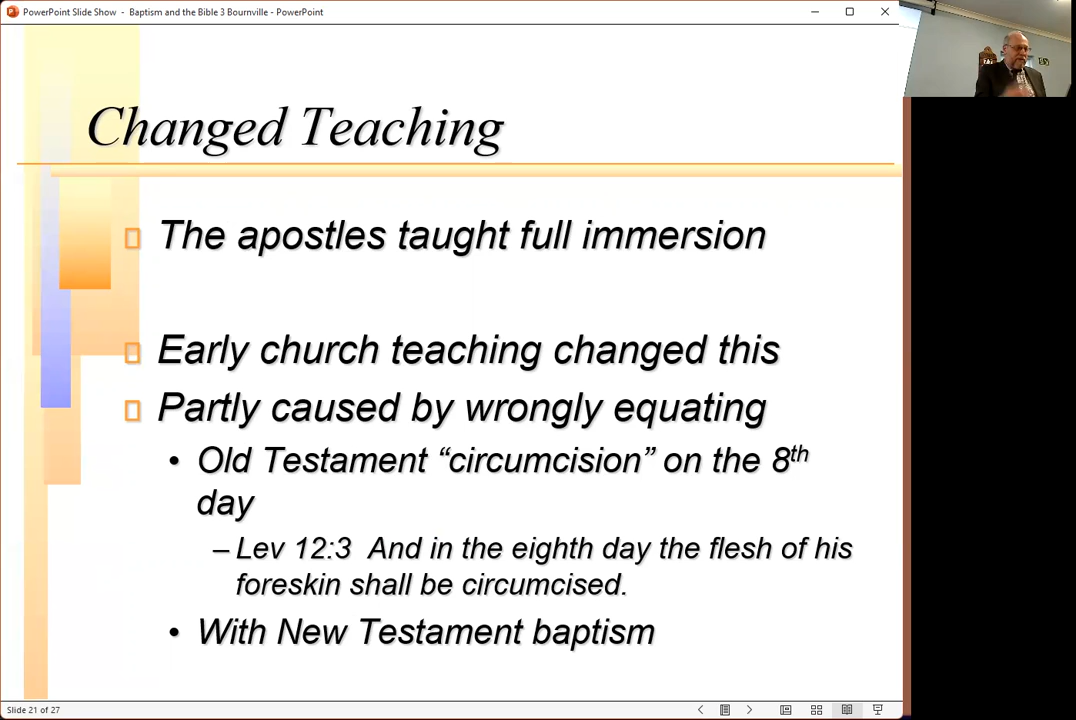 PowerPoint Slide Show - Baptism and the Bible 3 Bournville - PowerPoint
Changed Teaching
The apostles taught full immersion
Early church teaching changed this
Partly caused by wrongly equating
• Old Testament “circumcision” on the 8th
day
– Lev 12:3 And in the eighth day the flesh of his
foreskin shall be circumcised.
• With New Testament baptism
Slide 21 of 27